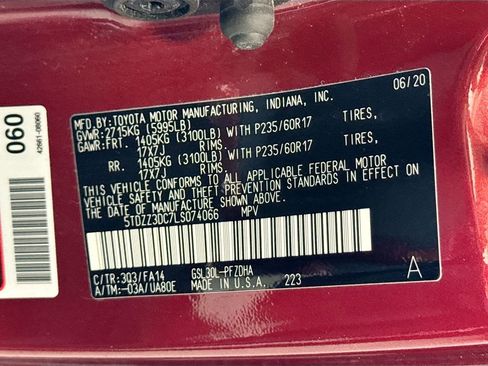 060
42661-08060
MFD. BY: TOYOTA MOTOR MANUFACTURING, INDIANA, INC. 06/20
GVWR: 2715KG (5995LB)
GAWR: FRT. 1405KG (3100LB) WITH P235/60R17 TIRES,
17X7J RIMS,
RR. 1405KG (3100LB) WITH P235/60R17 TIRES,
17X7J RIMS,
THIS VEHICLE CONFORMS TO ALL APPLICABLE FEDERAL MOTOR
VEHICLE SAFETY AND THEFT PREVENTION STANDARDS IN EFFECT ON
THE DATE OF MANUFACTURE SHOWN ABOVE.
5TDZZ3DC7LS074066 MPV
C/TR: 3Q3/FA14 GSL30L-PFZDHA
A/TM: -03A/UA80E MADE IN U.S.A. 223 A